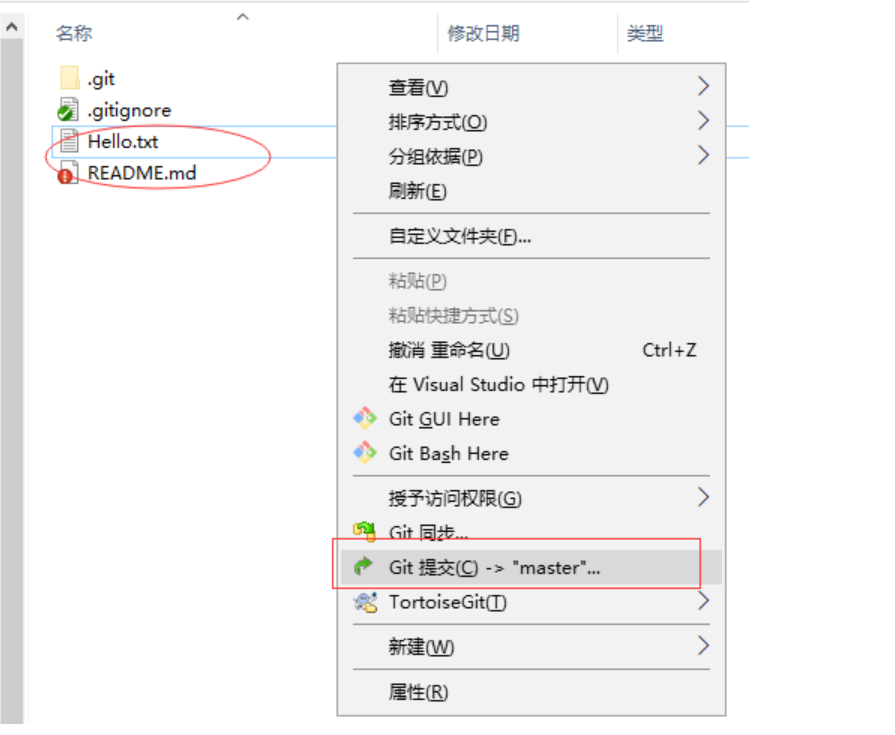 名称 修改日期 类型
.git
.gitignore
Hello.txt
README.md
查看(V)
排序方式(O)
分组依据(P)
刷新(E)
自定义文件夹(F)...
粘贴(P)
粘贴快捷方式(S)
撤消 重命名(U) Ctrl+Z
在 Visual Studio 中打开(V)
Git GUI Here
Git Bash Here
授予访问权限(G)
Git 同步...
Git 提交(C) -> "master"...
TortoiseGit(T)
新建(W)
属性(R)